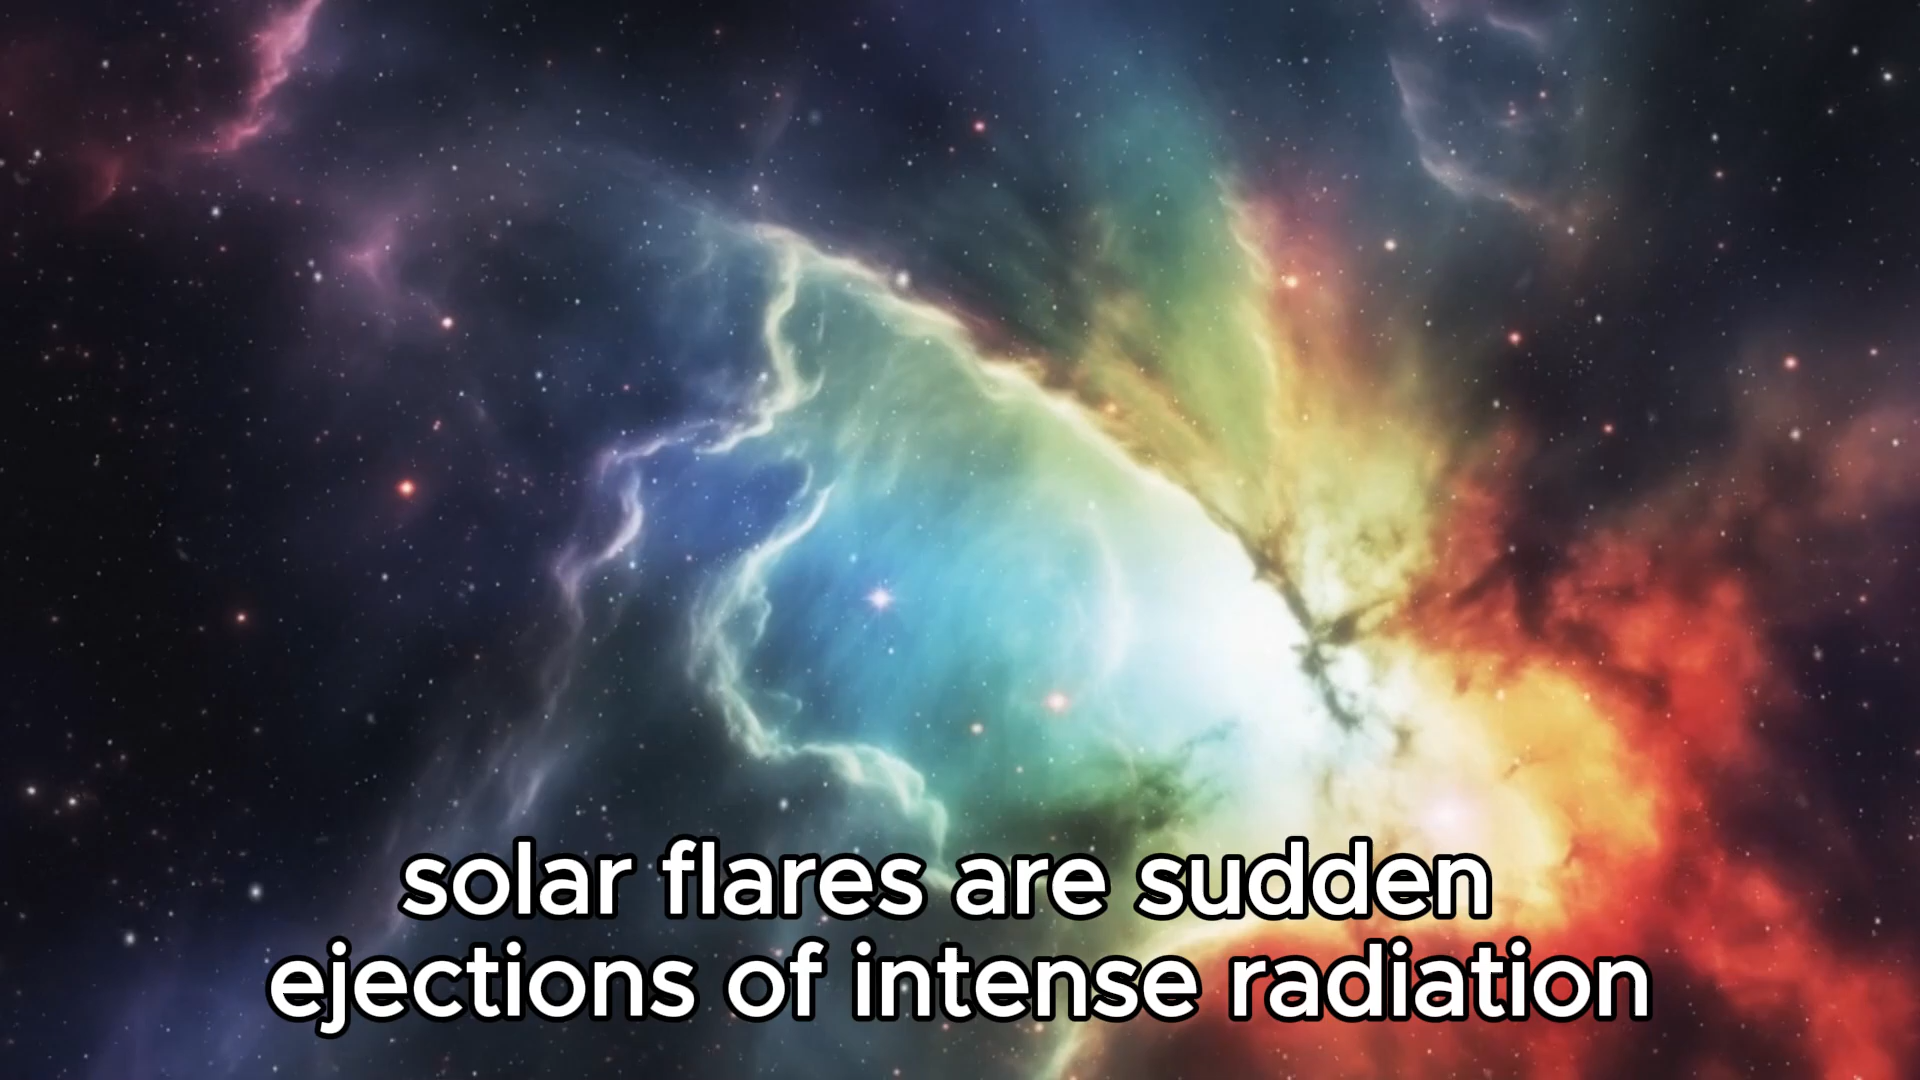 solar flares are sudden
ejections of intense radiation